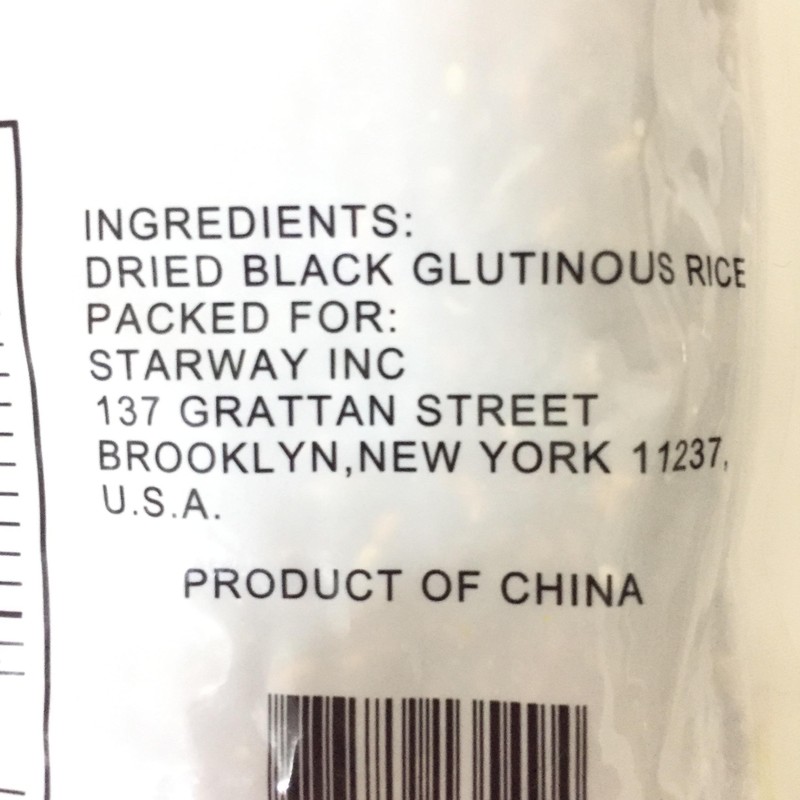 INGREDIENTS:
DRIED BLACK GLUTINOUS RICE
PACKED FOR:
STARWAY INC
137 GRATTAN STREET
BROOKLYN,NEW YORK 11237,
U.S.A.
PRODUCT OF CHINA